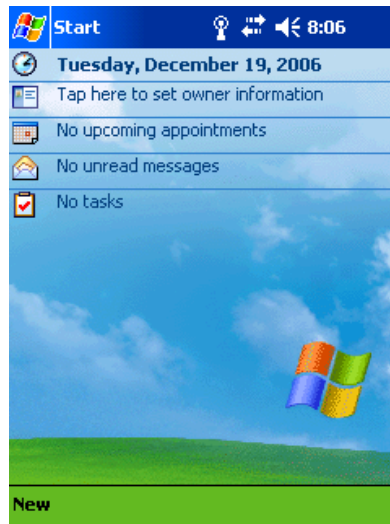 Start 8:06
Tuesday, December 19, 2006
Tap here to set owner information
No upcoming appointments
No unread messages
No tasks
New